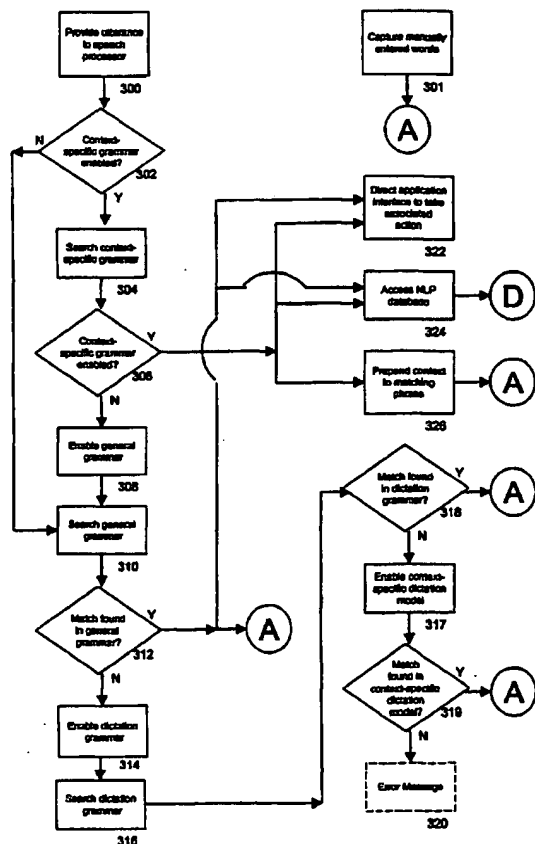 Provide utterance
to speech
processor
300
Context-
specific grammar
enabled?
302
N
Y
Search context-
specific grammar
304
Context-
specific grammar
enabled?
306
Y
N
Enable general
grammar
308
Search general
grammar
310
Match found
in general
grammar?
312
Y
A
N
Enable dictation
grammar
314
Search dictation
grammar
316
Capture manually
entered words
301
A
Direct application
interface to take
associated
action
322
Access NLP
database
324
D
Prepend context
to matching
phrase
326
A
Match found
in dictation
grammar?
318
Y
A
N
Enable context-
specific dictation
model
317
Match
found in
context-specific
dictation
model?
319
Y
A
N
Error Message
320